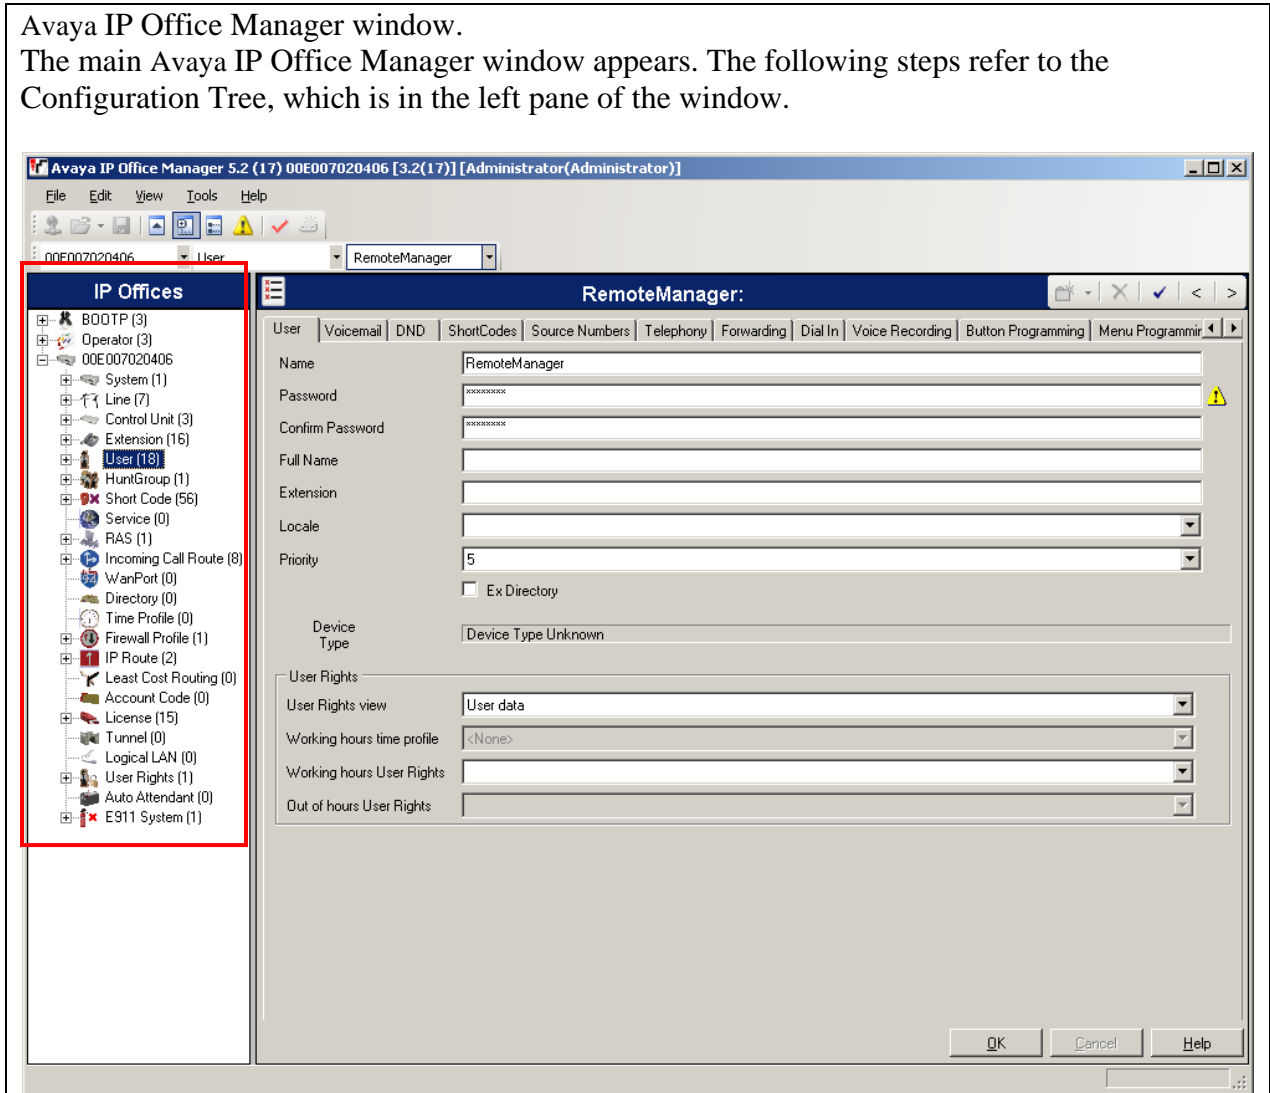 Avaya IP Office Manager window.
The main Avaya IP Office Manager window appears. The following steps refer to the
Configuration Tree, which is in the left pane of the window.
Avaya IP Office Manager 5.2 (17) 00E007020406 [3.2(17)] [Administrator(Administrator)]
File Edit View Tools Help
00E007020406 User RemoteManager
IP Offices
BOOTP (3)
Operator (3)
00E007020406
System (1)
Line (7)
Control Unit (3)
Extension (16)
User (18)
HuntGroup (1)
Short Code (56)
Service (0)
RAS (1)
Incoming Call Route (8)
WanPort (0)
Directory (0)
Time Profile (0)
Firewall Profile (1)
IP Route (2)
Least Cost Routing (0)
Account Code (0)
License (15)
Tunnel (0)
Logical LAN (0)
User Rights (1)
Auto Attendant (0)
E911 System (1)
RemoteManager:
User Voicemail DND ShortCodes Source Numbers Telephony Forwarding Dial In Voice Recording Button Programming Menu Programmin
Name RemoteManager
Password xxxxxxxx
Confirm Password xxxxxxxx
Full Name
Extension
Locale
Priority 5
Ex Directory
Device
Type
Device Type Unknown
User Rights
User Rights view User data
Working hours time profile <None>
Working hours User Rights
Out of hours User Rights
OK Cancel Help